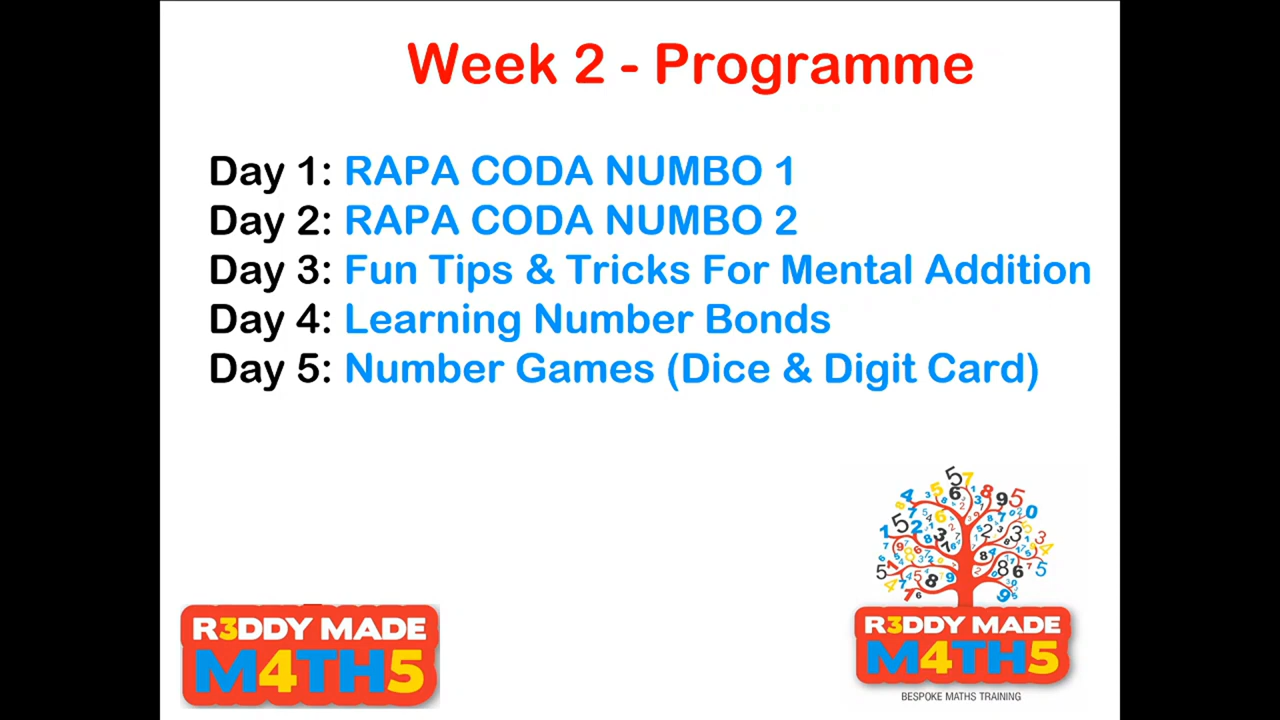 Week 2 - Programme
Day 1: RAPA CODA NUMBO 1
Day 2: RAPA CODA NUMBO 2
Day 3: Fun Tips & Tricks For Mental Addition
Day 4: Learning Number Bonds
Day 5: Number Games (Dice & Digit Card)
R3DDY MADE
M4TH5
R3DDY MADE
M4TH5
BESPOKE MATHS TRAINING